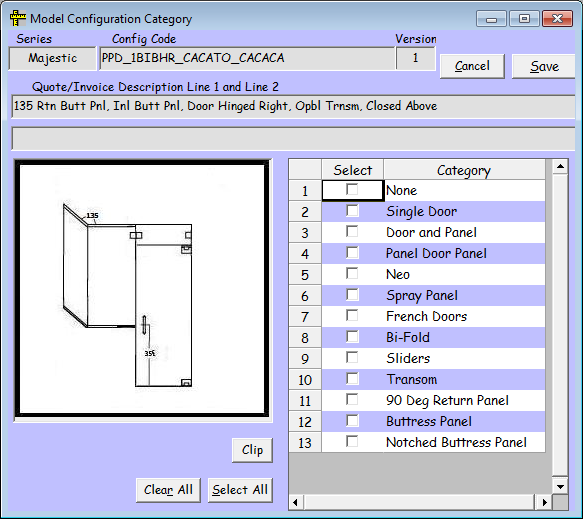 Model Configuration Category
Series Config Code Version
Majestic PPD_1BIBHR_CACATO_CACACA 1
Cancel Save
Quote/Invoice Description Line 1 and Line 2
135 Rtn Butt Pnl, Inl Butt Pnl, Door Hinged Right, Opbl Trnsm, Closed Above
Select Category
1 None
2 Single Door
3 Door and Panel
4 Panel Door Panel
5 Neo
6 Spray Panel
7 French Doors
8 Bi-Fold
9 Sliders
10 Transom
11 90 Deg Return Panel
12 Buttress Panel
13 Notched Buttress Panel
135
Clip
Clear All Select All